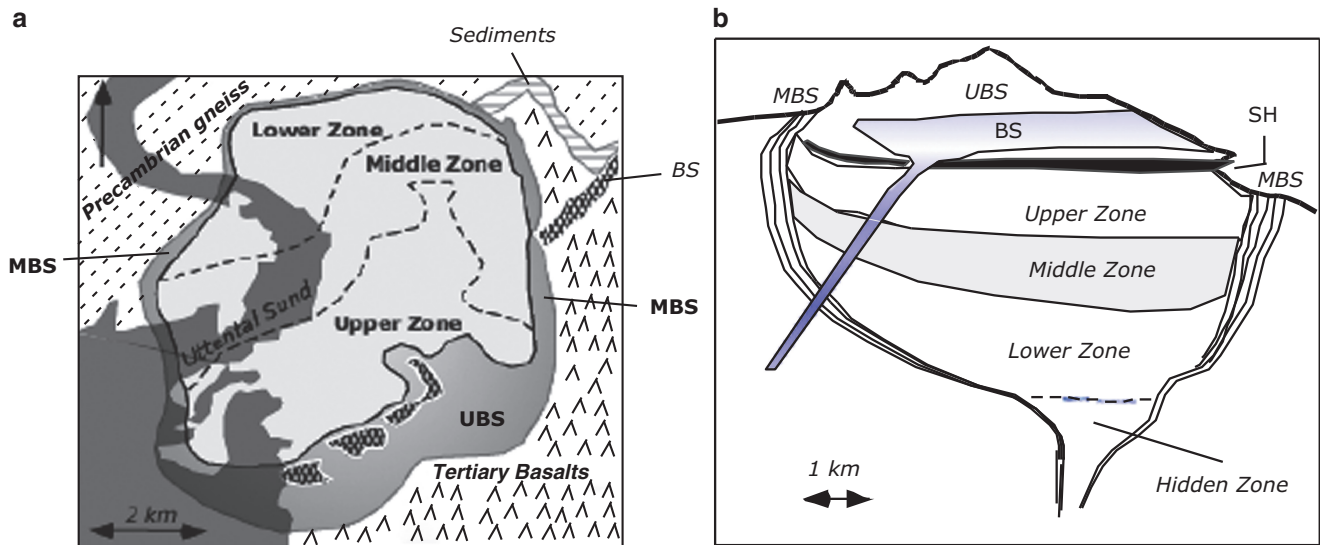 a
Sediments
Precambrian gneiss
Lower Zone
Middle Zone
BS
MBS
MBS
Uttental Sund
Upper Zone
UBS
Tertiary Basalts
2 km
b
MBS
UBS
SH
BS
MBS
Upper Zone
Middle Zone
Lower Zone
1 km
Hidden Zone